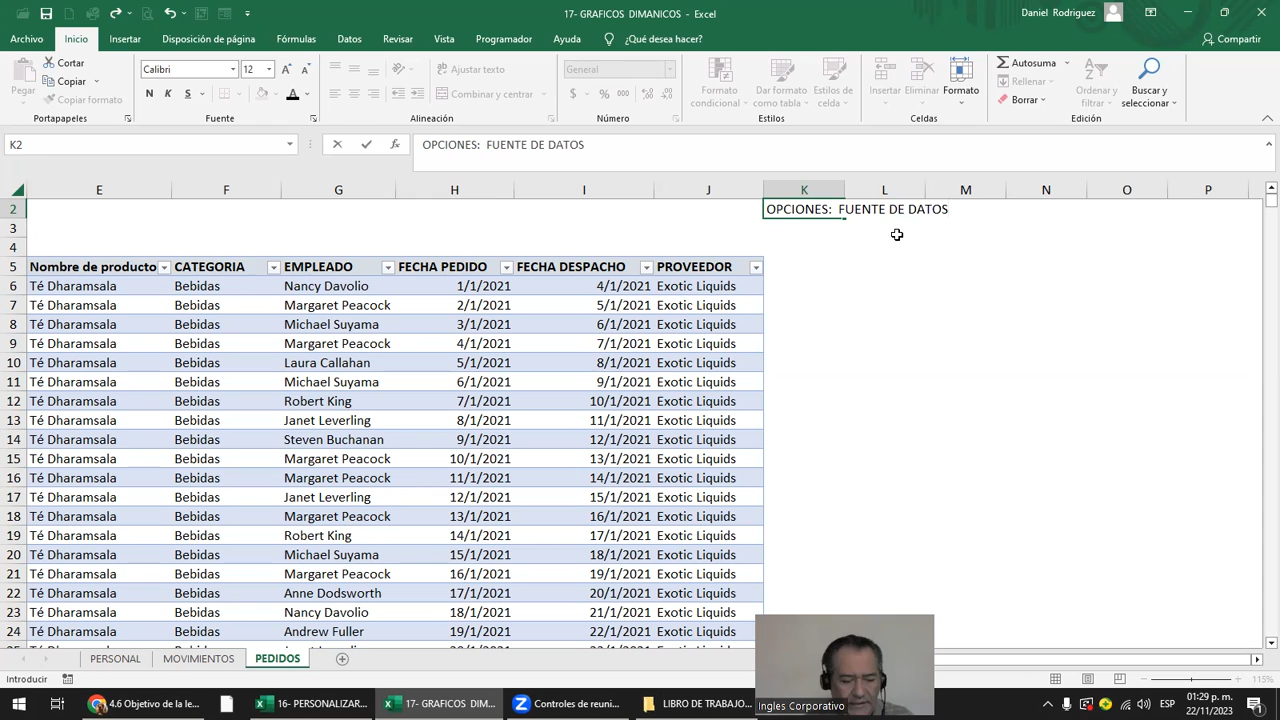 17- GRAFICOS DIMANICOS - Excel
Daniel Rodriguez
Archivo Inicio Insertar Disposición de página Fórmulas Datos Revisar Vista Programador Ayuda ¿Qué desea hacer? Compartir
Pegar
Cortar
Copiar
Copiar formato
Portapapeles
Calibri 12
N K S
Fuente
Ajustar texto
Combinar y centrar
Alineación
General
$ % 000
Número
Formato condicional
Dar formato como tabla
Estilos de celda
Estilos
Insertar Eliminar Formato
Celdas
Autosuma
Rellenar
Borrar
Ordenar y filtrar
Buscar y seleccionar
Edición
K2 fx OPCIONES: FUENTE DE DATOS
E F G H I J K L M N O P
2 OPCIONES: FUENTE DE DATOS
3
4
5 Nombre de producto CATEGORIA EMPLEADO FECHA PEDIDO FECHA DESPACHO PROVEEDOR
6 Té Dharamsala Bebidas Nancy Davolio 1/1/2021 4/1/2021 Exotic Liquids
7 Té Dharamsala Bebidas Margaret Peacock 2/1/2021 5/1/2021 Exotic Liquids
8 Té Dharamsala Bebidas Michael Suyama 3/1/2021 6/1/2021 Exotic Liquids
9 Té Dharamsala Bebidas Margaret Peacock 4/1/2021 7/1/2021 Exotic Liquids
10 Té Dharamsala Bebidas Laura Callahan 5/1/2021 8/1/2021 Exotic Liquids
11 Té Dharamsala Bebidas Michael Suyama 6/1/2021 9/1/2021 Exotic Liquids
12 Té Dharamsala Bebidas Robert King 7/1/2021 10/1/2021 Exotic Liquids
13 Té Dharamsala Bebidas Janet Leverling 8/1/2021 11/1/2021 Exotic Liquids
14 Té Dharamsala Bebidas Steven Buchanan 9/1/2021 12/1/2021 Exotic Liquids
15 Té Dharamsala Bebidas Margaret Peacock 10/1/2021 13/1/2021 Exotic Liquids
16 Té Dharamsala Bebidas Margaret Peacock 11/1/2021 14/1/2021 Exotic Liquids
17 Té Dharamsala Bebidas Janet Leverling 12/1/2021 15/1/2021 Exotic Liquids
18 Té Dharamsala Bebidas Margaret Peacock 13/1/2021 16/1/2021 Exotic Liquids
19 Té Dharamsala Bebidas Robert King 14/1/2021 17/1/2021 Exotic Liquids
20 Té Dharamsala Bebidas Michael Suyama 15/1/2021 18/1/2021 Exotic Liquids
21 Té Dharamsala Bebidas Margaret Peacock 16/1/2021 19/1/2021 Exotic Liquids
22 Té Dharamsala Bebidas Anne Dodsworth 17/1/2021 20/1/2021 Exotic Liquids
23 Té Dharamsala Bebidas Nancy Davolio 18/1/2021 21/1/2021 Exotic Liquids
24 Té Dharamsala Bebidas Andrew Fuller 19/1/2021 22/1/2021 Exotic Liquids
PERSONAL MOVIMIENTOS PEDIDOS
Introducir
115%
Ingles Corporativo
4.6 Objetivo de la le...
16- PERSONALIZAR...
17- GRAFICOS DIM...
Controles de reuni...
LIBRO DE TRABAJO...
ESP
01:29 p. m.
22/11/2023